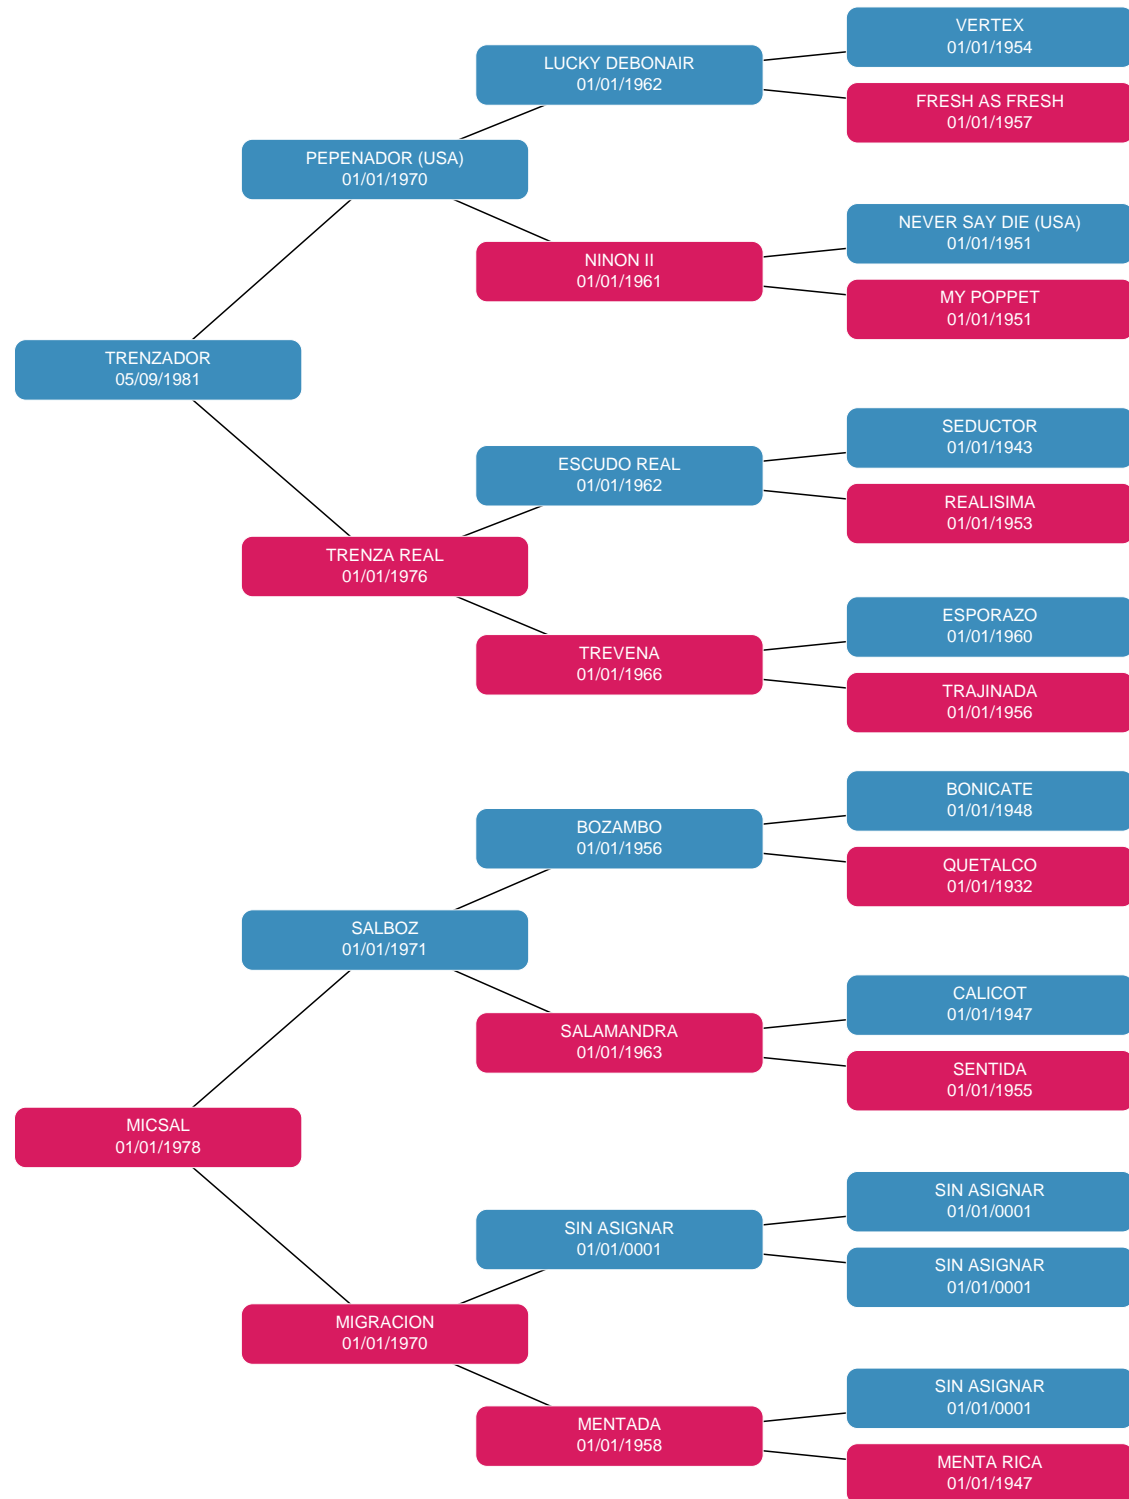 VERTEX
01/01/1954
LUCKY DEBONAIR
01/01/1962
FRESH AS FRESH
01/01/1957
PEPENADOR (USA)
01/01/1970
NEVER SAY DIE (USA)
01/01/1951
NINON II
01/01/1961
MY POPPET
01/01/1951
TRENZADOR
05/09/1981
SEDUCTOR
01/01/1943
ESCUDO REAL
01/01/1962
REALISIMA
01/01/1953
TRENZA REAL
01/01/1976
ESPORAZO
01/01/1960
TREVENA
01/01/1966
TRAJINADA
01/01/1956
BONICATE
01/01/1948
BOZAMBO
01/01/1956
QUETALCO
01/01/1932
SALBOZ
01/01/1971
CALICOT
01/01/1947
SALAMANDRA
01/01/1963
SENTIDA
01/01/1955
MICSAL
01/01/1978
SIN ASIGNAR
01/01/0001
SIN ASIGNAR
01/01/0001
SIN ASIGNAR
01/01/0001
MIGRACION
01/01/1970
SIN ASIGNAR
01/01/0001
MENTADA
01/01/1958
MENTA RICA
01/01/1947